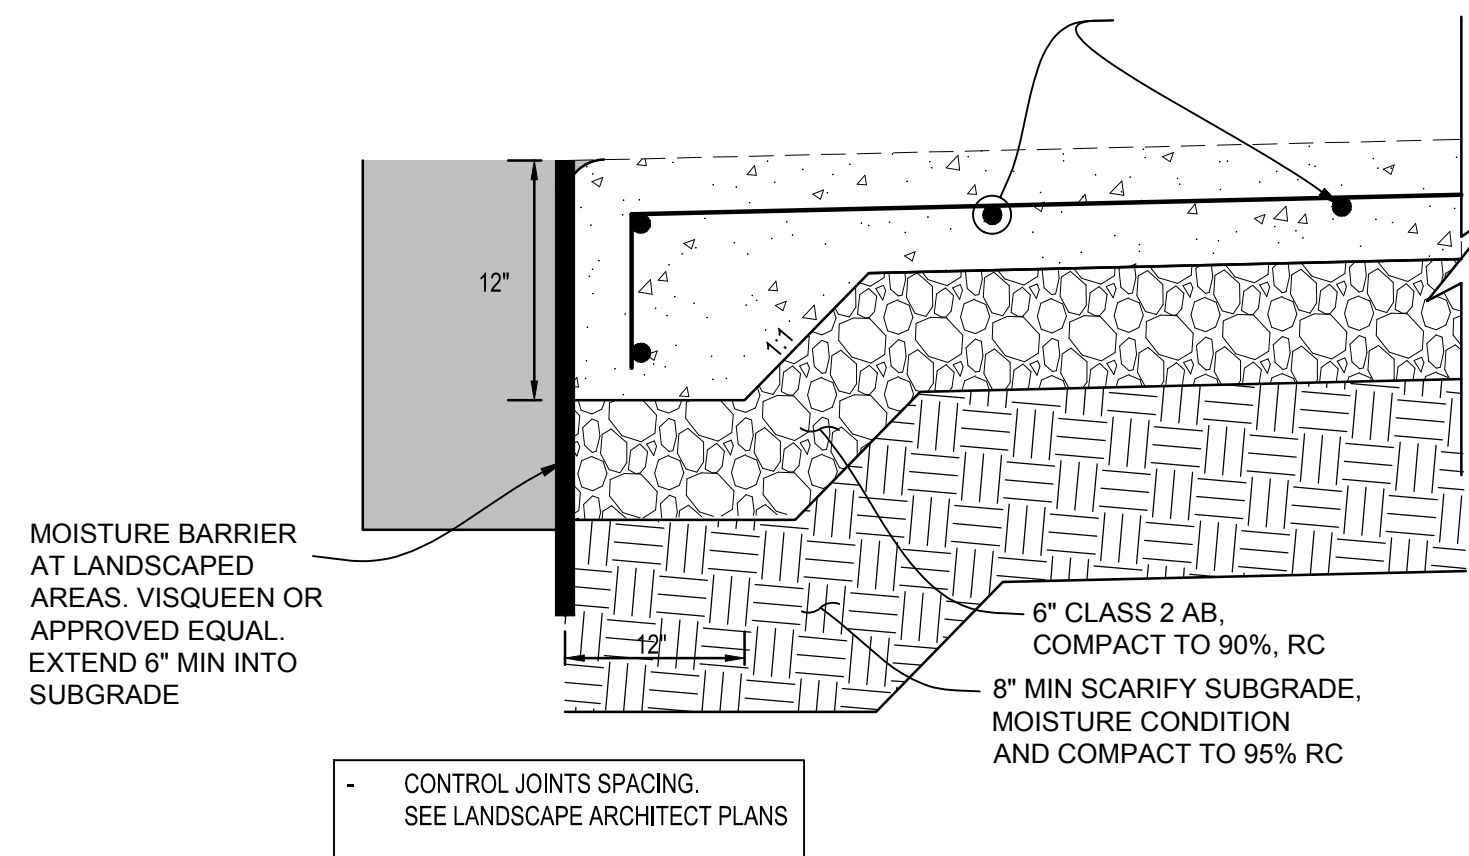 12"
1:1
MOISTURE BARRIER
AT LANDSCAPED
AREAS. VISQUEEN OR
APPROVED EQUAL.
EXTEND 6" MIN INTO
SUBGRADE
12"
6" CLASS 2 AB,
COMPACT TO 90%, RC
8" MIN SCARIFY SUBGRADE,
MOISTURE CONDITION
AND COMPACT TO 95% RC
- CONTROL JOINTS SPACING.
SEE LANDSCAPE ARCHITECT PLANS